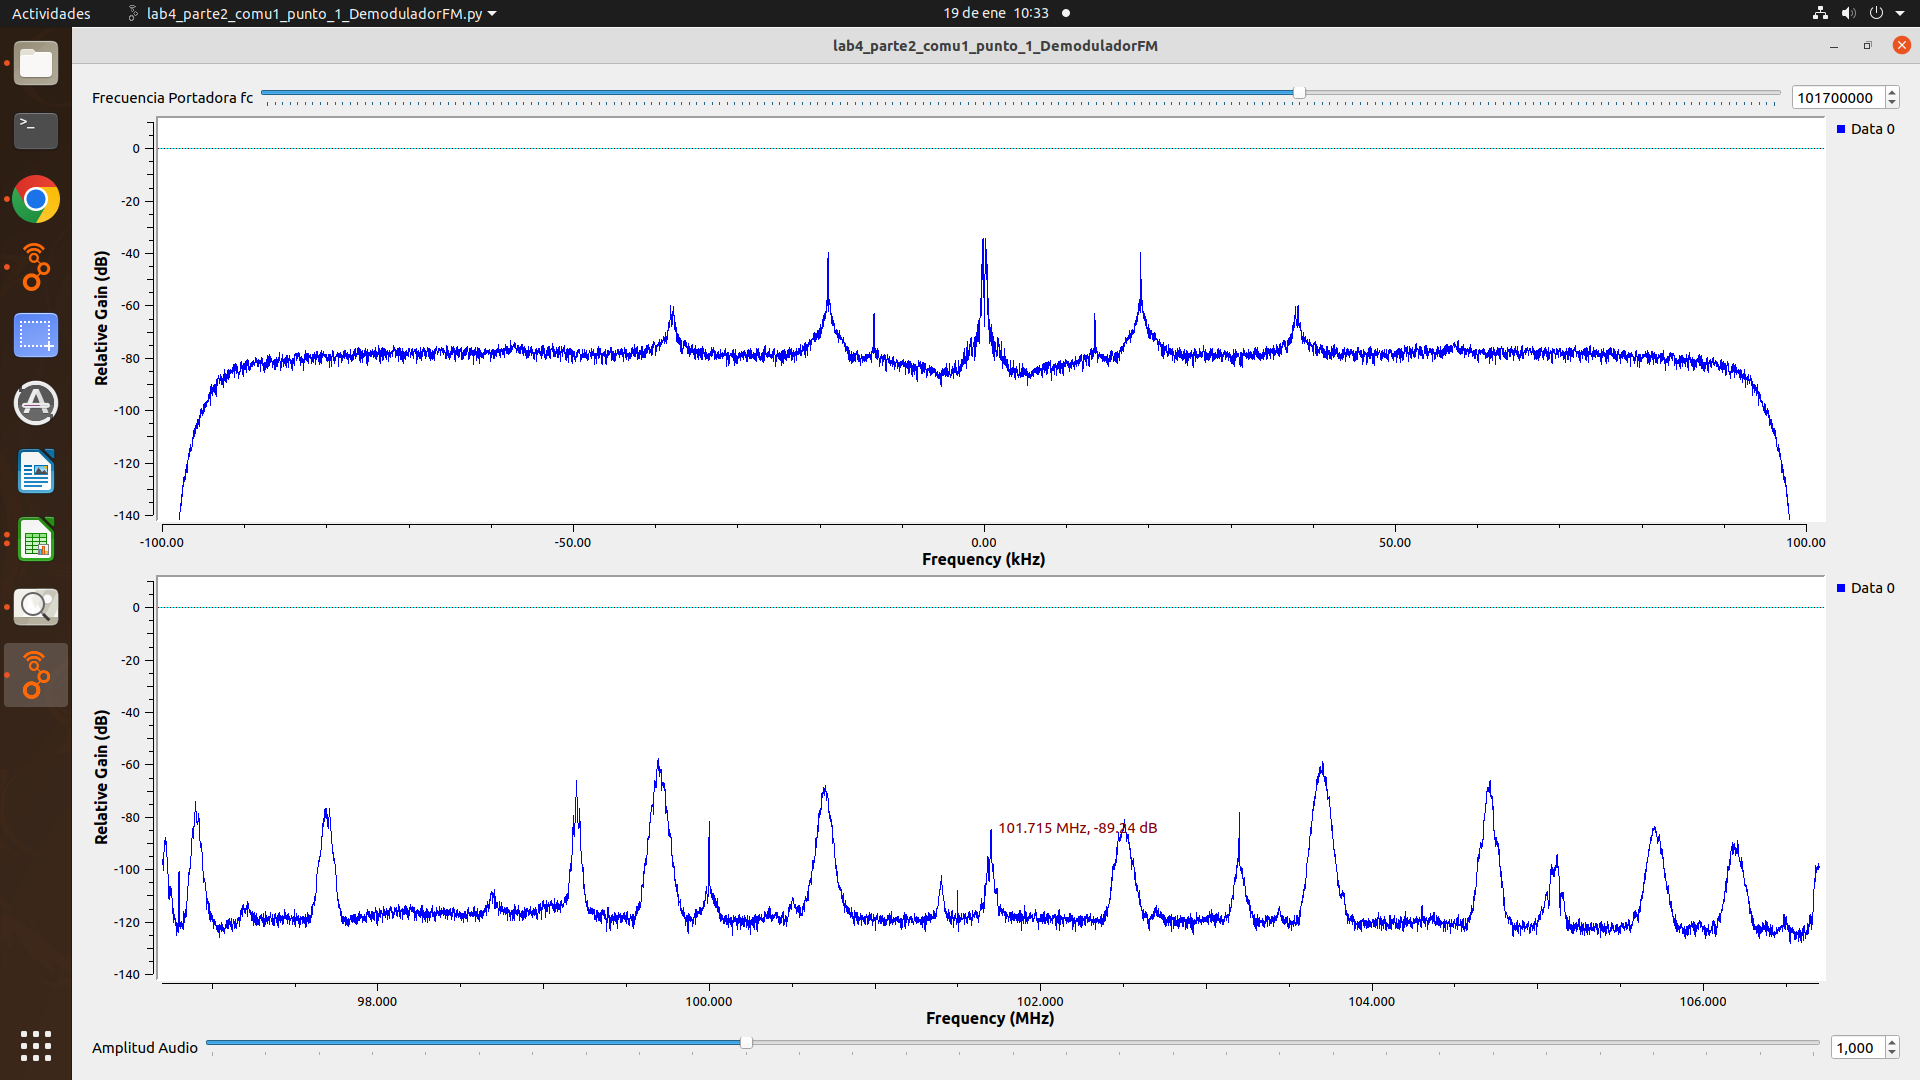 Actividades lab4_parte2_comu1_punto_1_DemoduladorFM.py 19 de ene 10:33
lab4_parte2_comu1_punto_1_DemoduladorFM
Frecuencia Portadora fc 101700000
Data 0
0
-20
-40
-60
-80
-100
-120
-140
Relative Gain (dB)
-100.00 -50.00 0.00 50.00 100.00
Frequency (kHz)
Data 0
0
-20
-40
-60
-80
-100
-120
-140
Relative Gain (dB)
101.715 MHz, -89.24 dB
98.000 100.000 102.000 104.000 106.000
Frequency (MHz)
Amplitud Audio 1,000